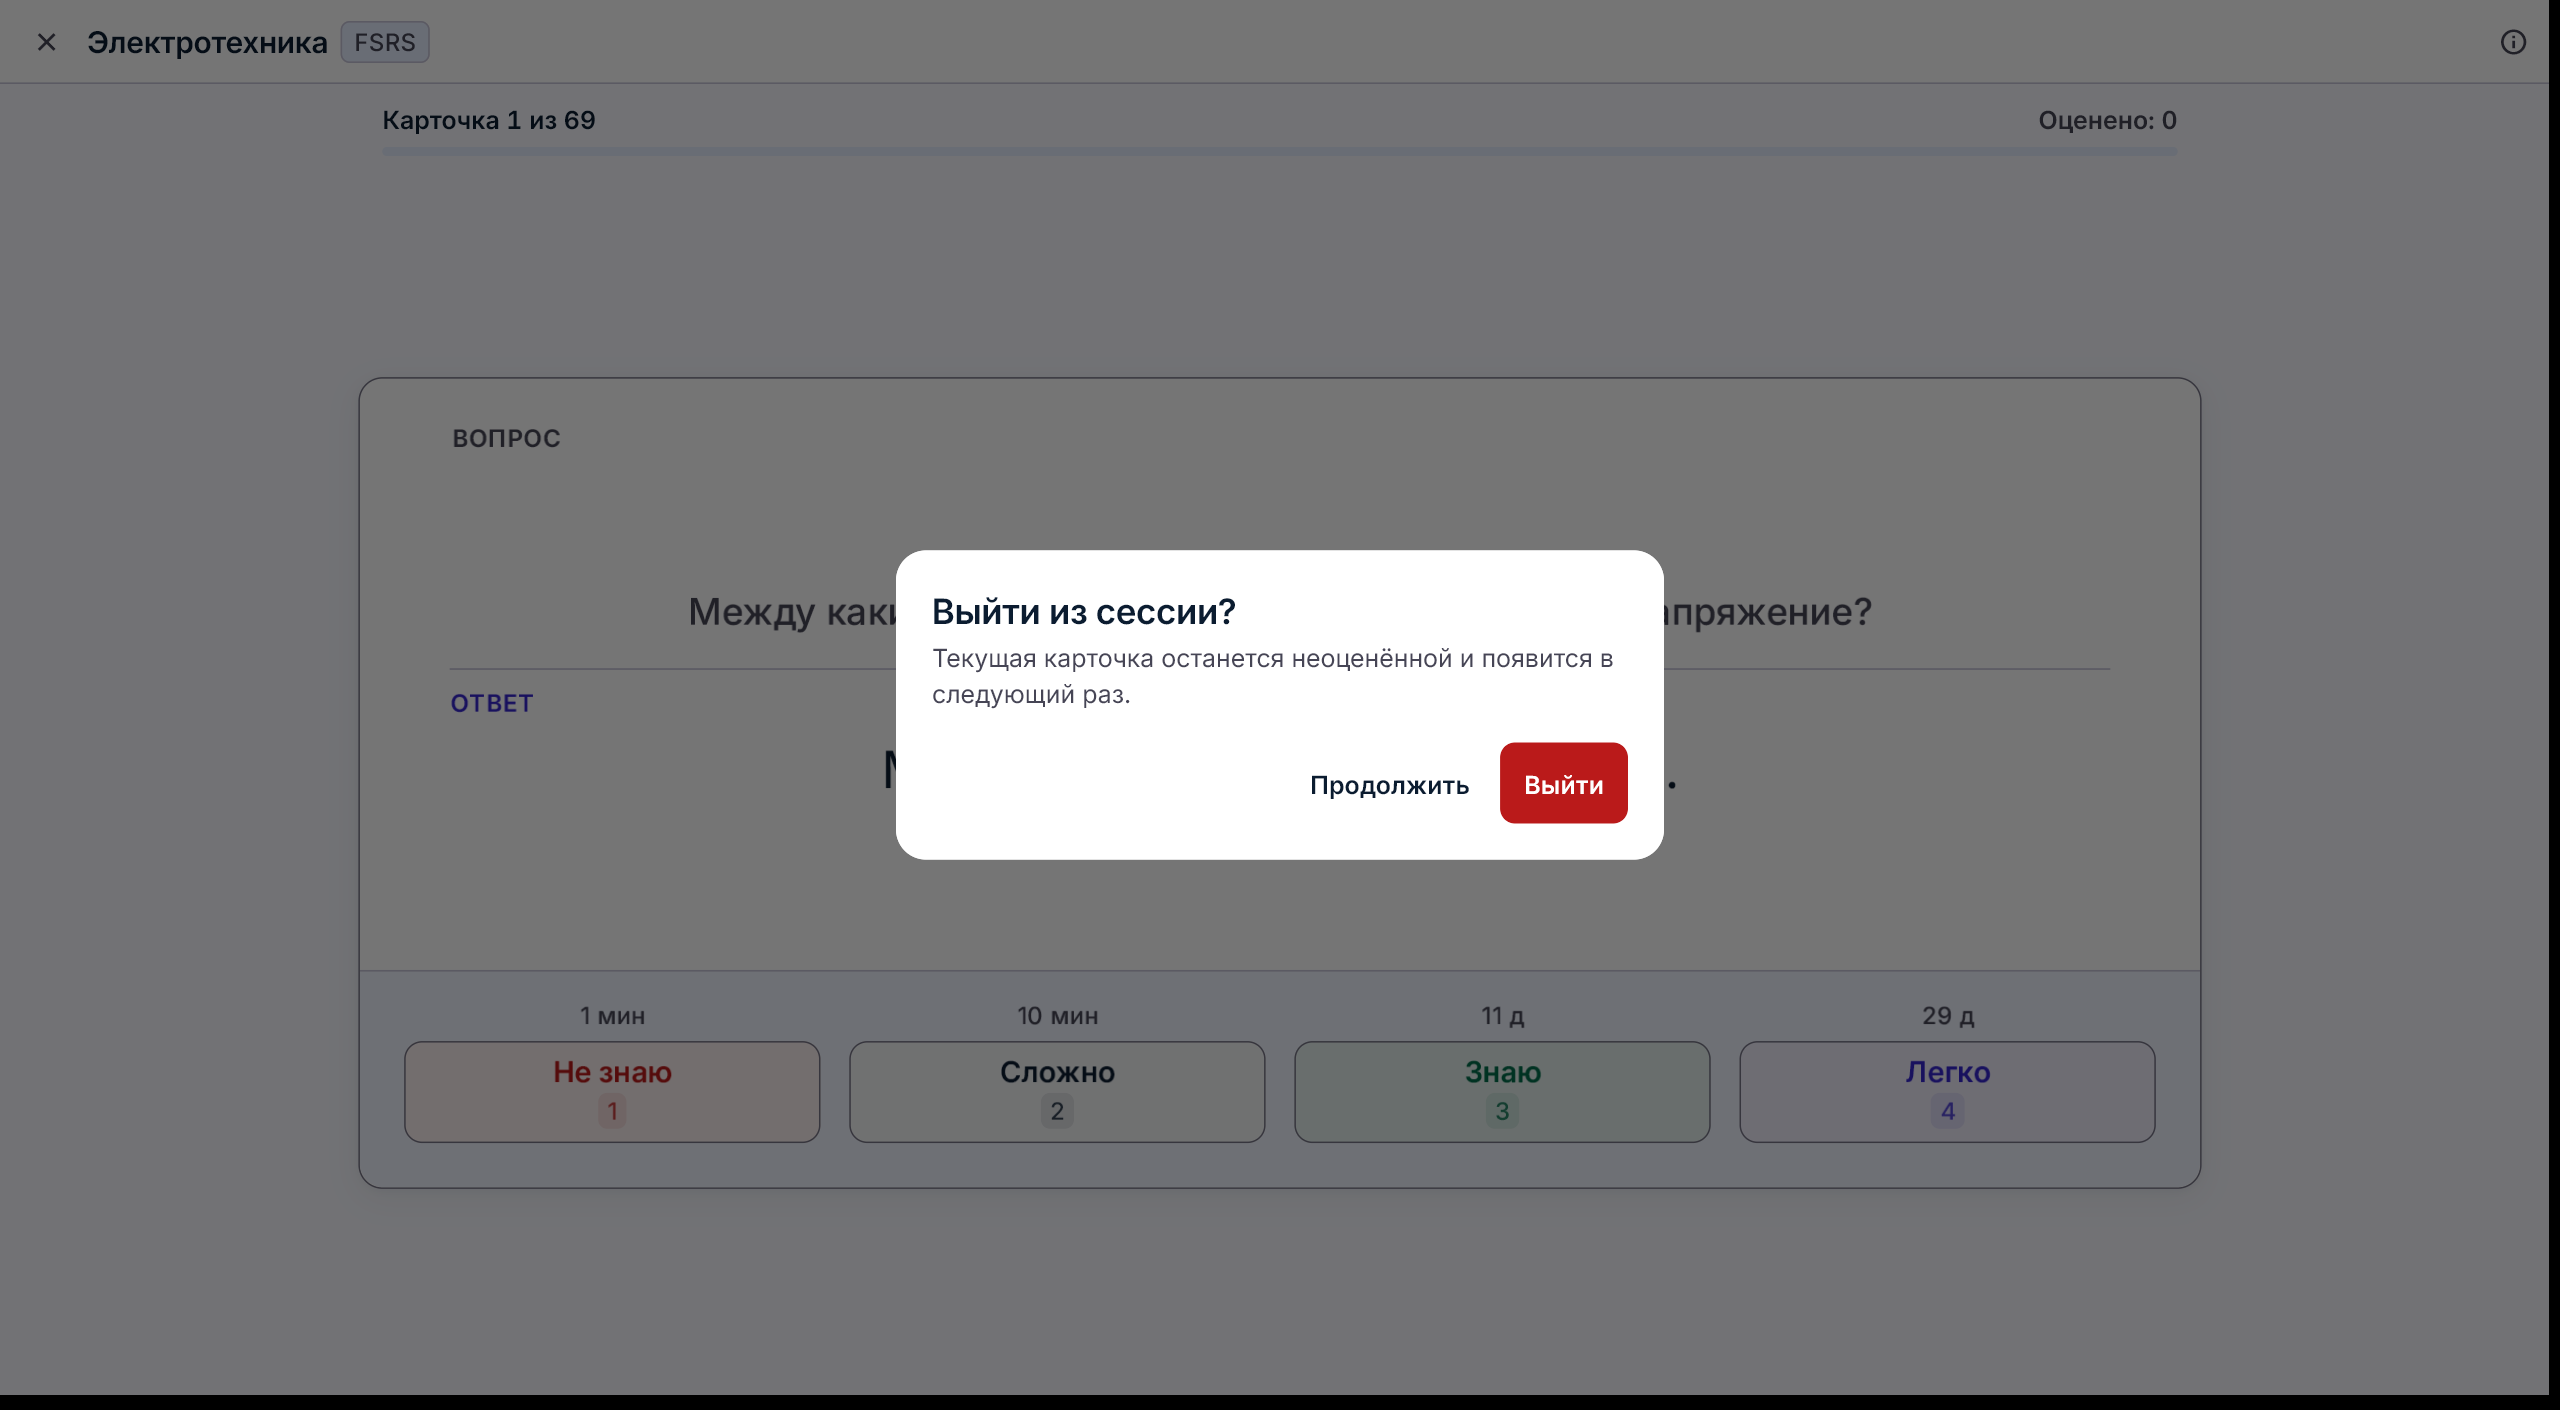 Электротехника FSRS
Карточка 1 из 69
Оценено: 0
ВОПРОС
Между
Выйти из сессии?
Текущая карточка останется неоценённой и появится в
следующий раз.
Продолжить
Выйти
ОТВЕТ
1 мин
10 мин
11 д
29 д
Не знаю
1
Сложно
2
Знаю
3
Легко
4